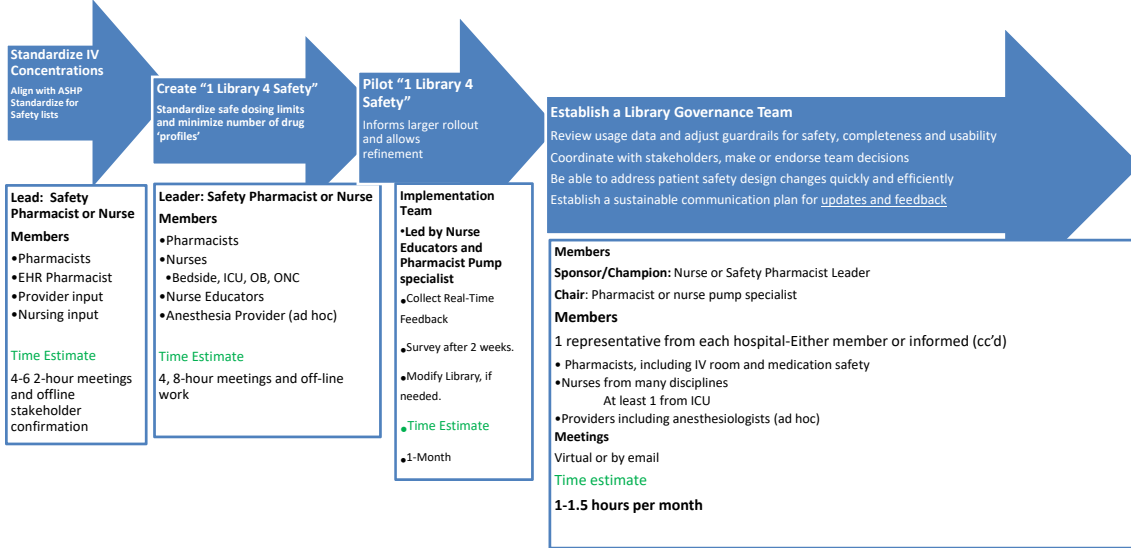 Standardize IV
Concentrations
Align with ASHP
Standardize for
Safety lists
Lead:  Safety
Pharmacist or Nurse
Members
•Pharmacists
•EHR Pharmacist
•Provider input
•Nursing input
Time Estimate
4-6 2-hour meetings
and offline
stakeholder
confirmation
Create “1 Library 4 Safety”
Standardize safe dosing limits
and minimize number of drug
‘profiles’
Leader: Safety Pharmacist or Nurse
Members
•Pharmacists
•Nurses
•Bedside, ICU, OB, ONC
•Nurse Educators
•Anesthesia Provider (ad hoc)
Time Estimate
4, 8-hour meetings and off-line
work
Pilot “1 Library 4
Safety”
Informs larger rollout
and allows
refinement
Implementation
Team
•Led by Nurse
Educators and
Pharmacist Pump
specialist
•Collect Real-Time
Feedback
•Survey after 2 weeks.
•Modify Library, if
needed.
•Time Estimate
•1-Month
Establish a Library Governance Team
Review usage data and adjust guardrails for safety, completeness and usability
Coordinate with stakeholders, make or endorse team decisions
Be able to address patient safety design changes quickly and efficiently
Establish a sustainable communication plan for updates and feedback
Members
Sponsor/Champion: Nurse or Safety Pharmacist Leader
Chair: Pharmacist or nurse pump specialist
Members
1 representative from each hospital-Either member or informed (cc’d)
• Pharmacists, including IV room and medication safety
•Nurses from many disciplines
At least 1 from ICU
•Providers including anesthesiologists (ad hoc)
Meetings
Virtual or by email
Time estimate
1-1.5 hours per month